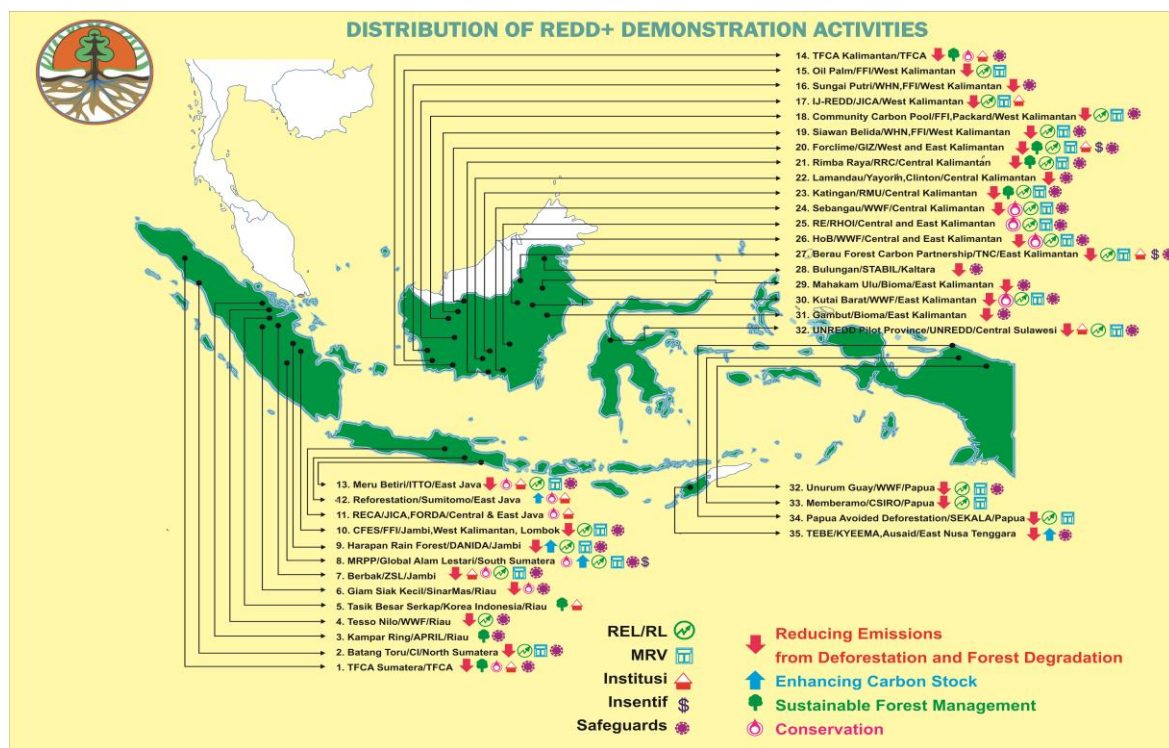 DISTRIBUTION OF REDD+ DEMONSTRATION ACTIVITIES
14. TFCA Kalimantan/TFCA
15. Oil Palm/FFI/West Kalimantan
16. Sungai Putri/WHN,FFI/West Kalimantan
17. IJ-REDD/JICA/West Kalimantan
18. Community Carbon Pool/FFI,Packard/West Kalimantan
19. Siawan Belida/WHN,FFI/West Kalimantan
20. Forclime/GIZ/West and East Kalimantan
21. Rimba Raya/RRC/Central Kalimantan
22. Lamandau/Yayorin,Clinton/Central Kalimantan
23. Katingan/RMU/Central Kalimantan
24. Sebangau/WWF/Central Kalimantan
25. RE/RHOI/Central and East Kalimantan
26. HoB/WWF/Central and East Kalimantan
27. Berau Forest Carbon Partnership/TNC/East Kalimantan
28. Bulungan/STABIL/Kaltara
29. Mahakam Ulu/Bioma/East Kalimantan
30. Kutai Barat/WWF/East Kalimantan
31. Gambut/Bioma/East Kalimantan
32. UNREDD Pilot Province/UNREDD/Central Sulawesi
13. Meru Betiri/ITTO/East Java
12. Reforestation/Sumitomo/East Java
11. RECA/JICA,FORDA/Central & East Java
10. CFES/FFI/Jambi,West Kalimantan, Lombok
9. Harapan Rain Forest/DANIDA/Jambi
8. MRPP/Global Alam Lestari/South Sumatera
7. Berbak/ZSL/Jambi
6. Giam Siak Kecil/SinarMas/Riau
5. Tasik Besar Serkap/Korea Indonesia/Riau
4. Tesso Nilo/WWF/Riau
3. Kampar Ring/APRIL/Riau
2. Batang Toru/CI/North Sumatera
1. TFCA Sumatera/TFCA
32. Unurum Guay/WWF/Papua
33. Memberamo/CSIRO/Papua
34. Papua Avoided Deforestation/SEKALA/Papua
35. TEBE/KYEEMA,Ausaid/East Nusa Tenggara
REL/RL
MRV
Institusi
Insentif $
Safeguards
Reducing Emissions
from Deforestation and Forest Degradation
Enhancing Carbon Stock
Sustainable Forest Management
Conservation